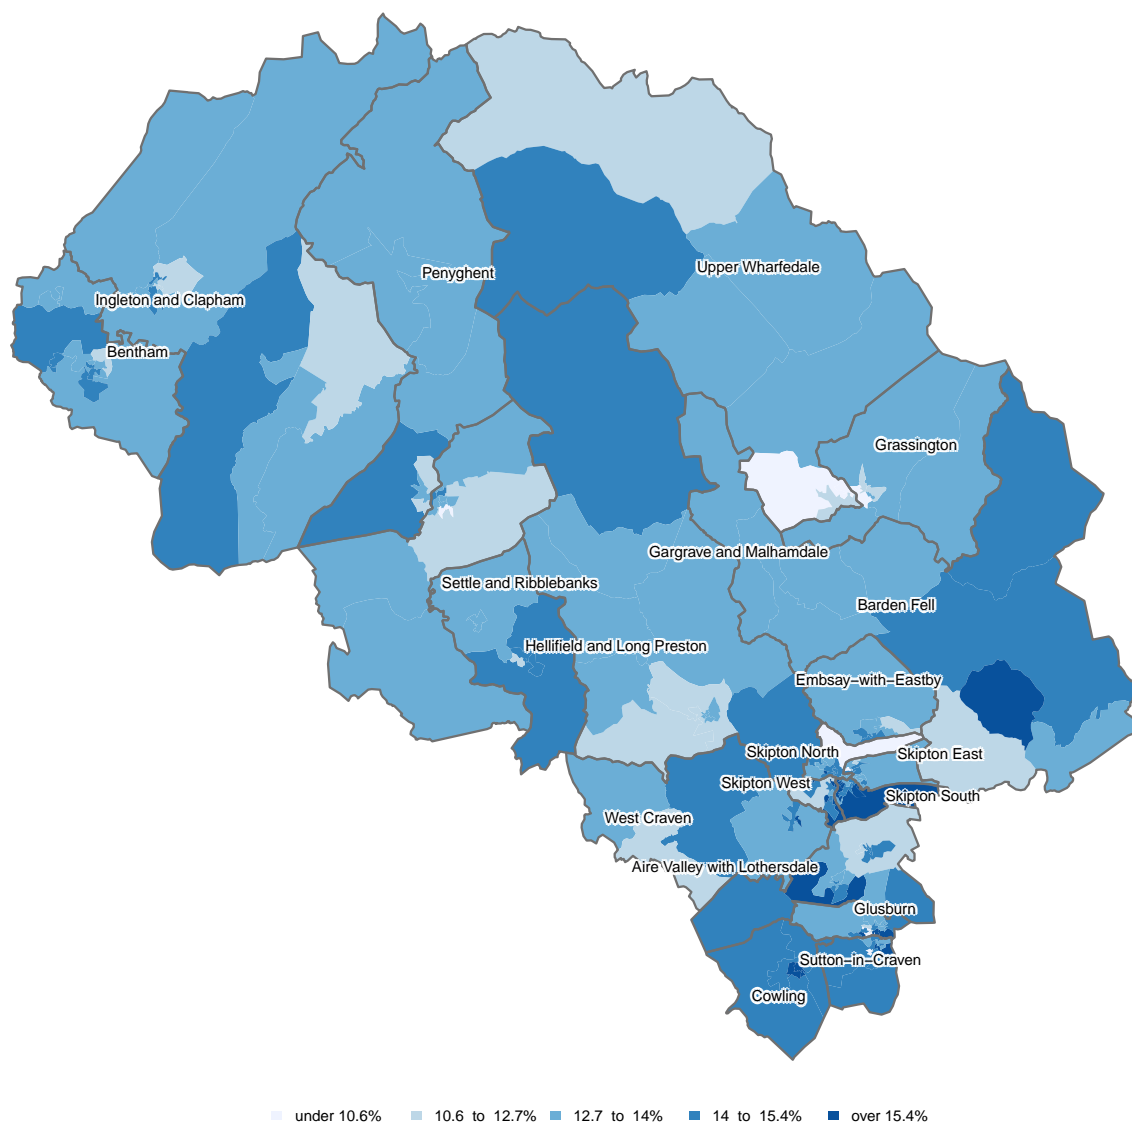 Penyghent
Upper Wharfedale
Ingleton and Clapham
Bentham
Grassington
Gargrave and Malhamdale
Settle and Ribblebanks
Barden Fell
Hellifield and Long Preston
Embsay−with−Eastby
Skipton North
Skipton East
Skipton West
Skipton South
West Craven
Aire Valley with Lothersdale
Glusburn
Sutton−in−Craven
Cowling
under 10.6% 10.6 to 12.7% 12.7 to 14% 14 to 15.4% over 15.4%